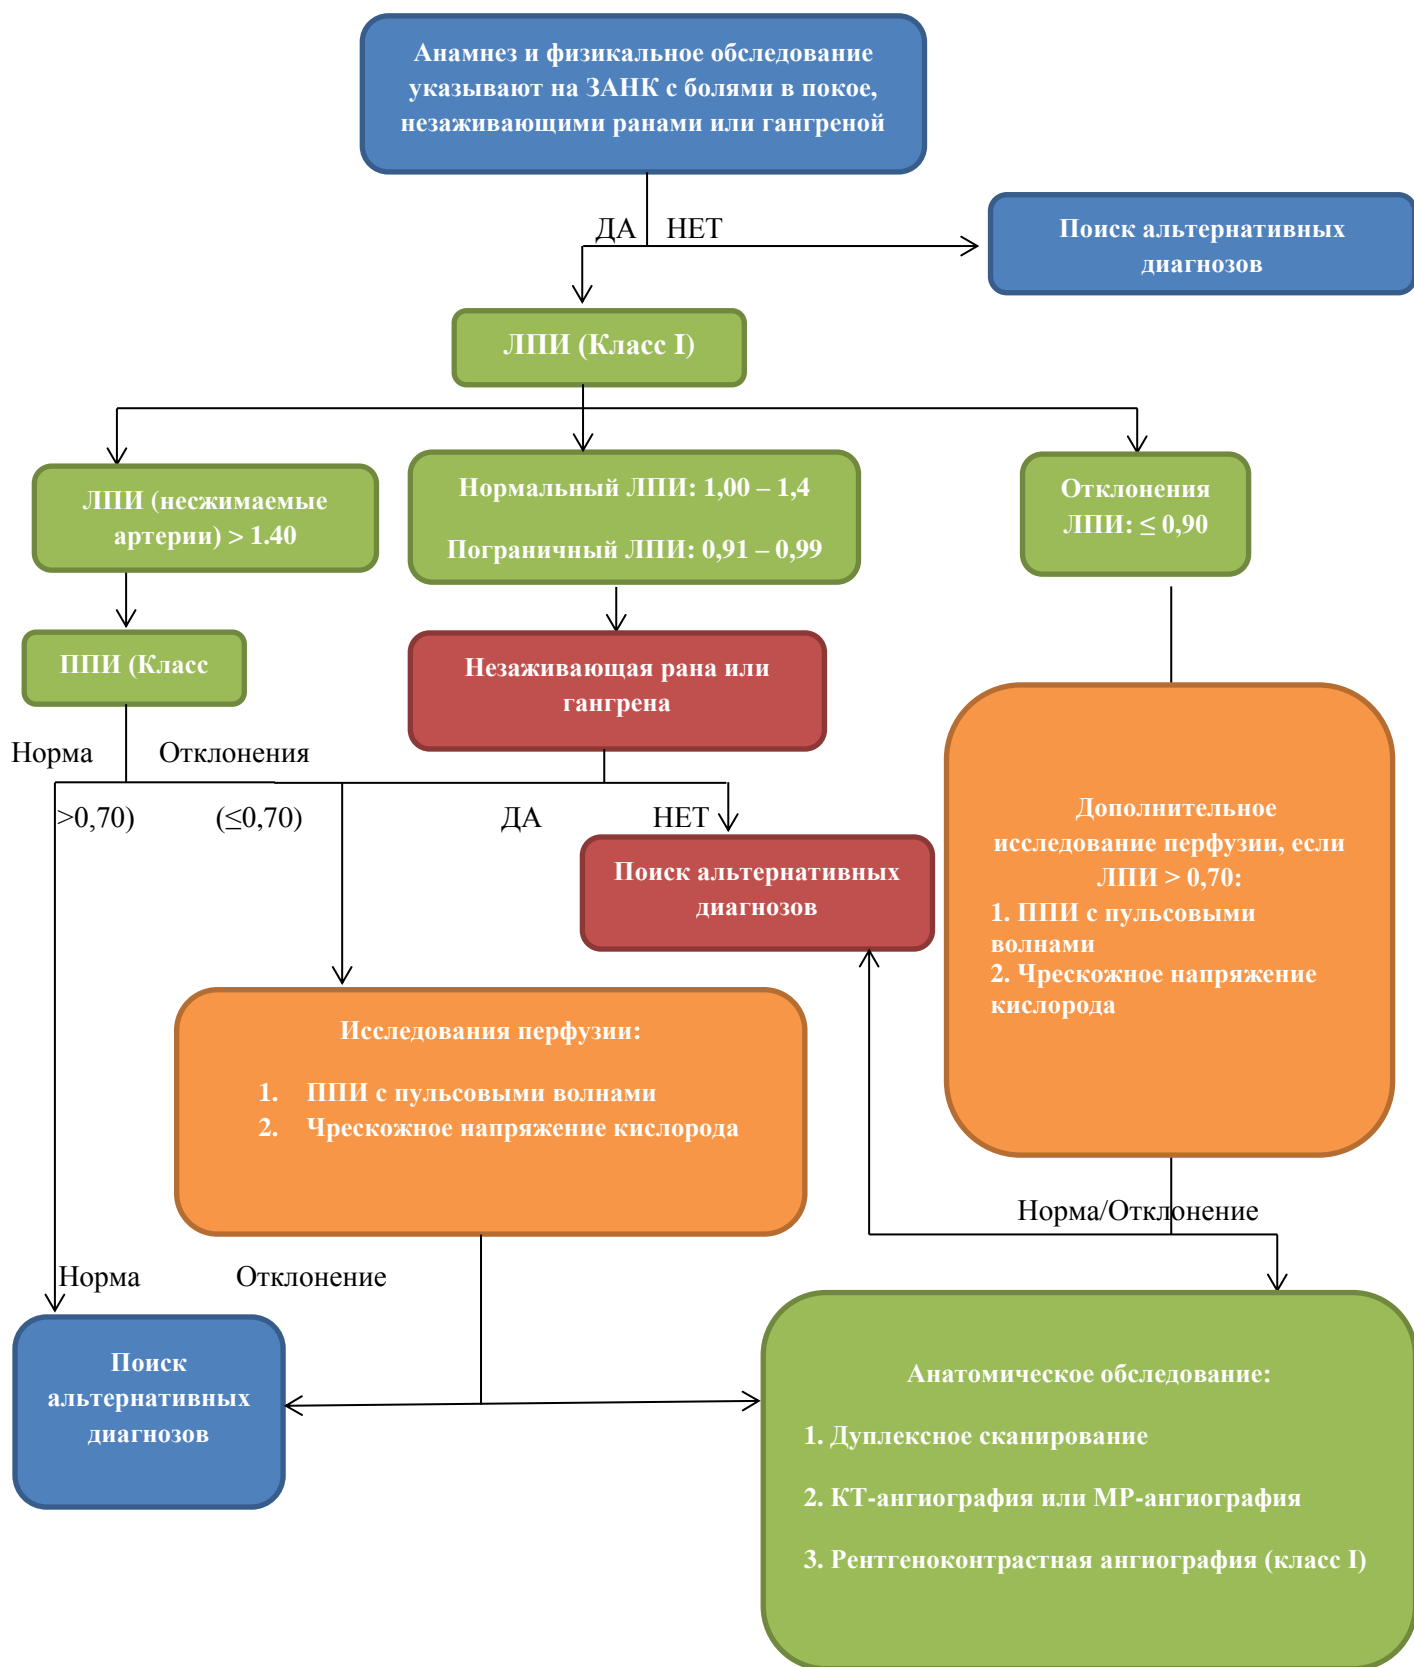 Анамнез и физикальное обследование
указывают на ЗАНК с болями в покое,
незаживающими ранами или гангреной
ДА НЕТ
Поиск альтернативных
диагнозов
ЛПИ (Класс I)
ЛПИ (несжимаемые
артерии) > 1.40
Нормальный ЛПИ: 1,00 – 1,4
Пограничный ЛПИ: 0,91 – 0,99
Отклонения
ЛПИ: ≤ 0,90
ППИ (Класс
Незаживающая рана или
гангрена
Норма Отклонения
>0,70) (≤0,70) ДА НЕТ
Поиск альтернативных
диагнозов
Дополнительное
исследование перфузии, если
ЛПИ > 0,70:
1. ППИ с пульсовыми
волнами
2. Чрескожное напряжение
кислорода
Исследования перфузии:
1. ППИ с пульсовыми волнами
2. Чрескожное напряжение кислорода
Норма/Отклонение
Норма Отклонение
Поиск
альтернативных
диагнозов
Анатомическое обследование:
1. Дуплексное сканирование
2. КТ-ангиография или МР-ангиография
3. Рентгеноконтрастная ангиография (класс I)